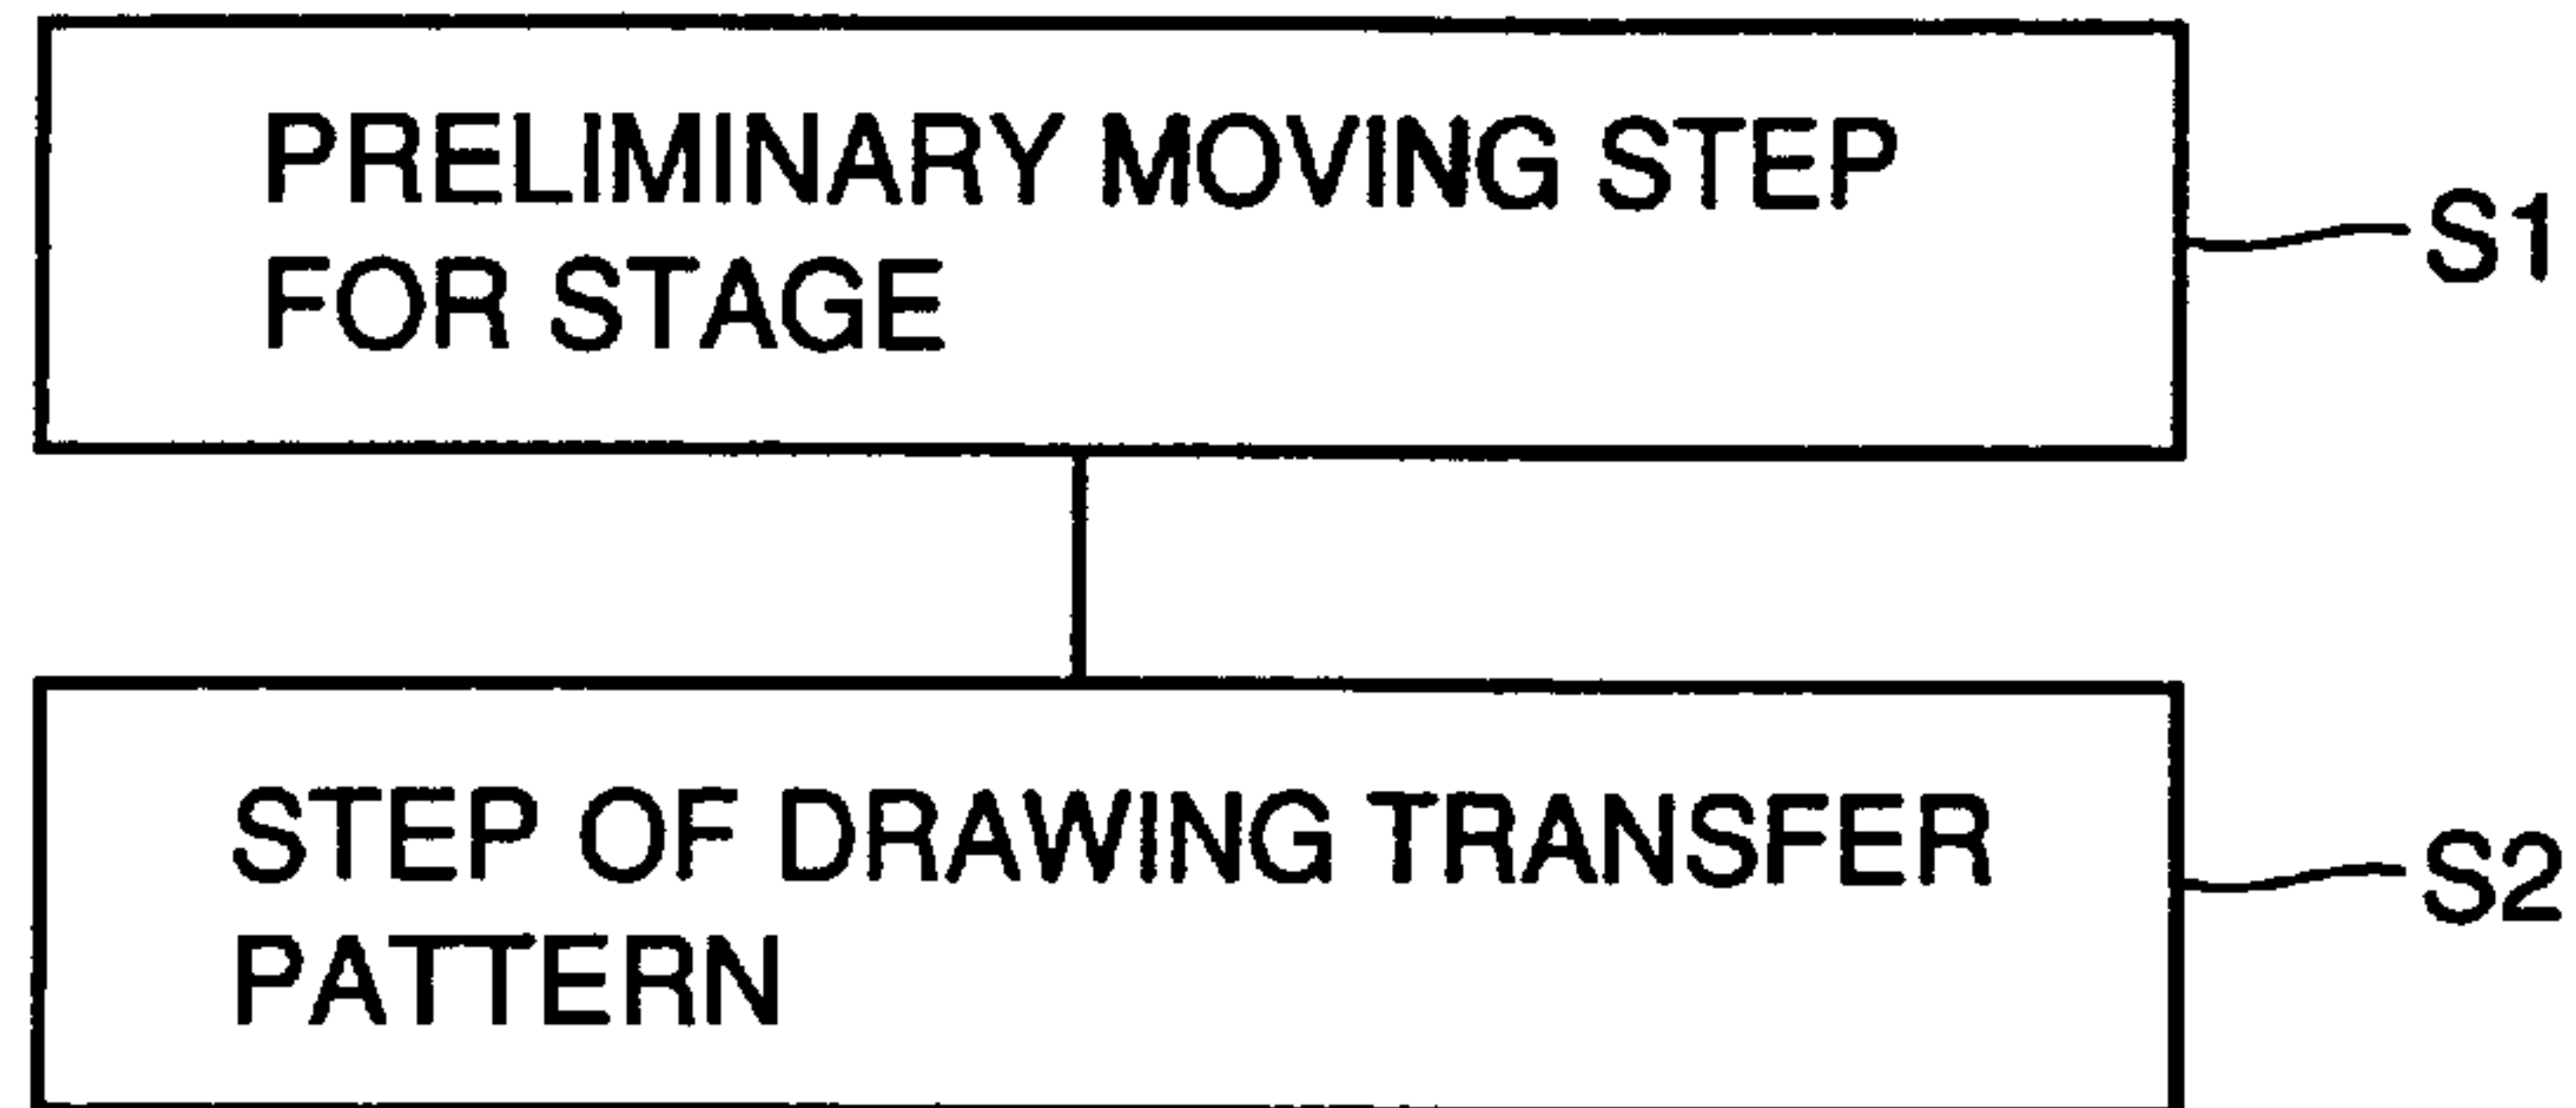 PRELIMINARY MOVING STEP
FOR STAGE
S1
STEP OF DRAWING TRANSFER
PATTERN
S2